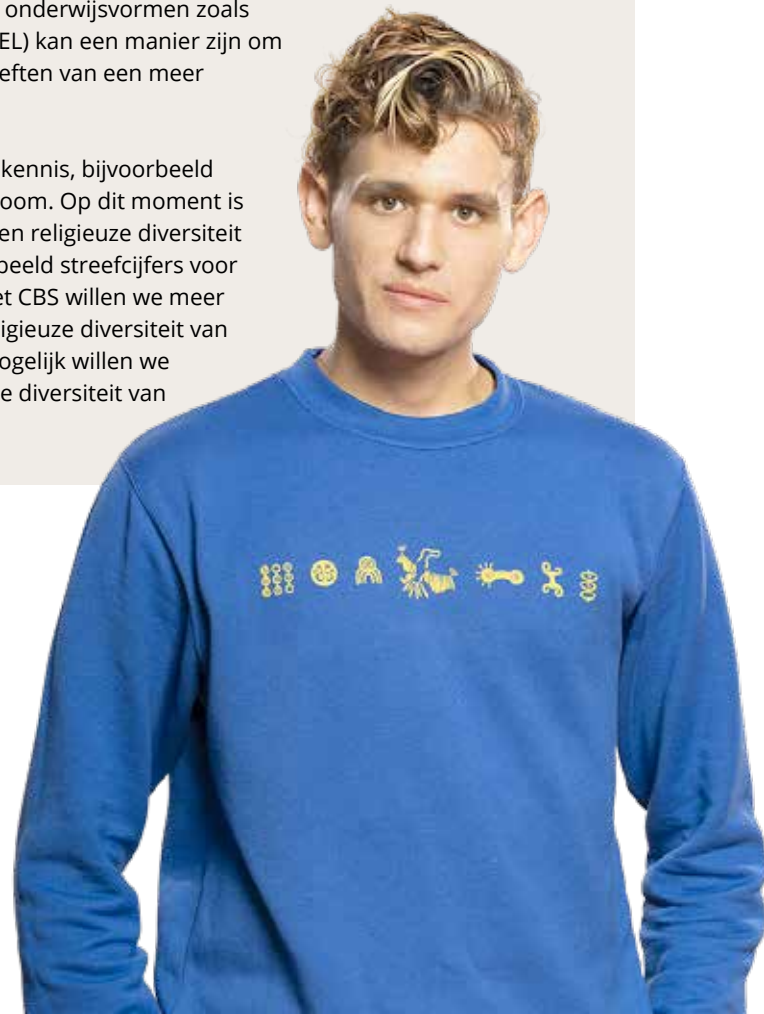 onderwijsvormen zoals
EL) kan een manier zijn om
eften van een meer
kennis, bijvoorbeeld
oom. Op dit moment is
en religieuze diversiteit
beeld streefcijfers voor
et CBS willen we meer
igieuze diversiteit van
ogelijk willen we
e diversiteit van